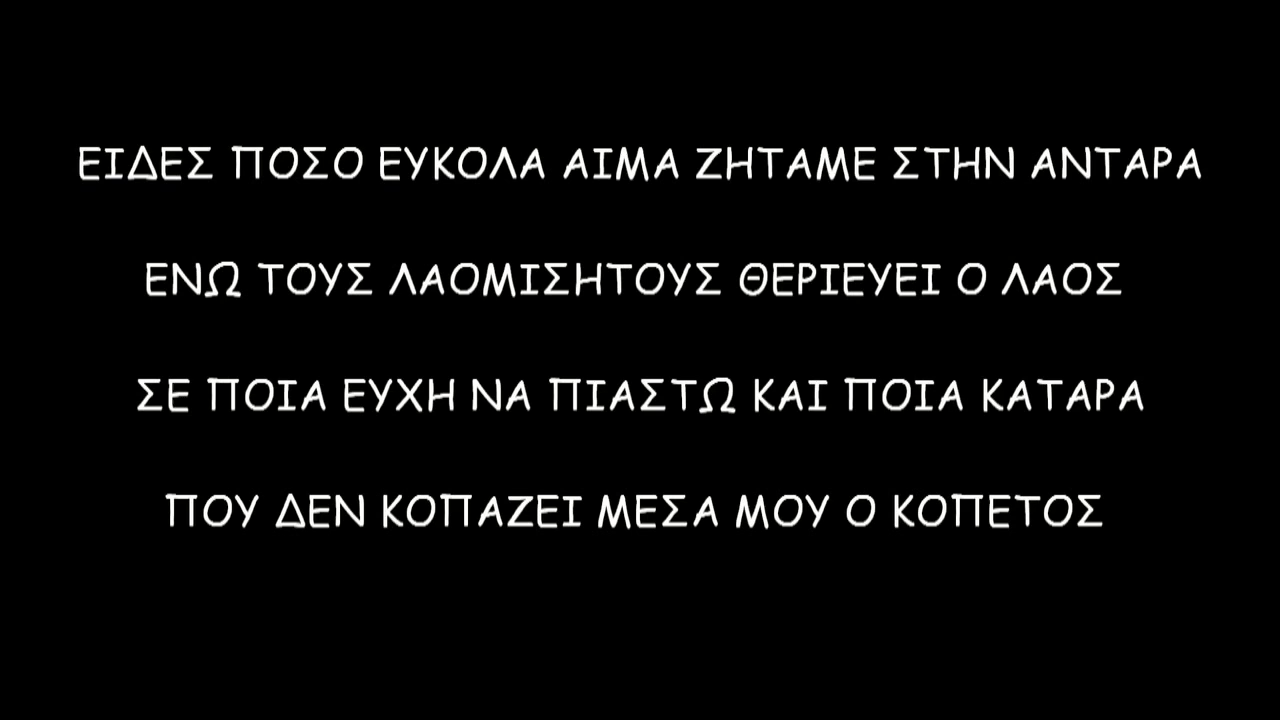 ΕΙΔΕΣ ΠΟΣΟ ΕΥΚΟΛΑ ΑΙΜΑ ΖΗΤΑΜΕ ΣΤΗΝ ΑΝΤΑΡΑ
ΕΝΩ ΤΟΥΣ ΛΑΟΜΙΣΗΤΟΥΣ ΘΕΡΙΕΥΕΙ Ο ΛΑΟΣ
ΣΕ ΠΟΙΑ ΕΥΧΗ ΝΑ ΠΙΑΣΤΩ ΚΑΙ ΠΟΙΑ ΚΑΤΑΡΑ
ΠΟΥ ΔΕΝ ΚΟΠΑΖΕΙ ΜΕΣΑ ΜΟΥ Ο ΚΟΠΕΤΟΣ